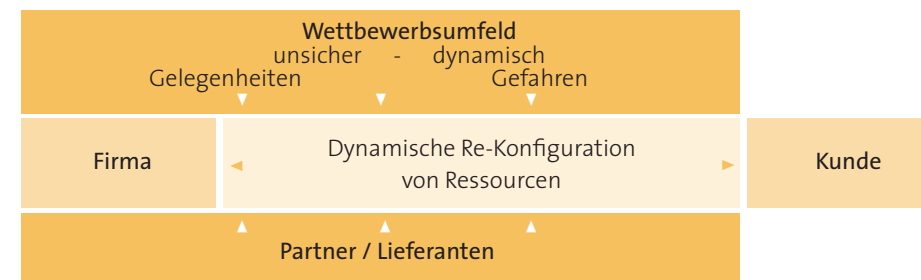 Wettbewerbsumfeld
unsicher - dynamisch
Gelegenheiten Gefahren
Firma
Dynamische Re-Konfiguration
von Ressourcen
Kunde
Partner / Lieferanten